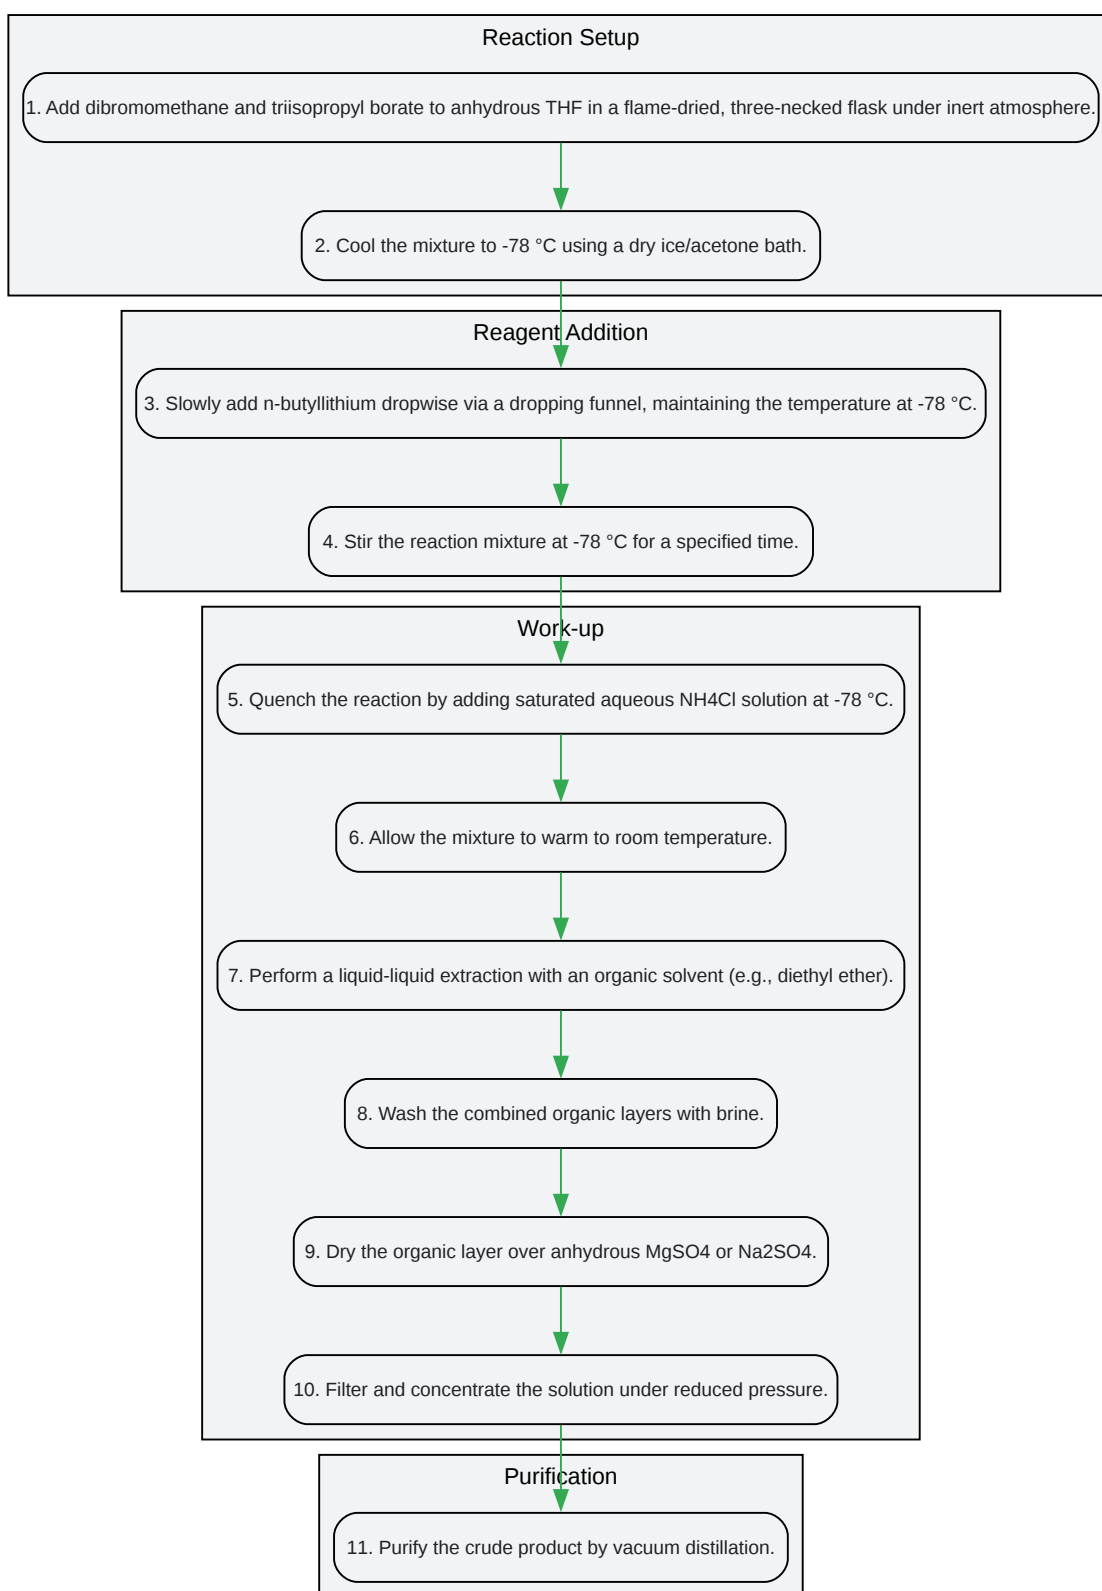 Reaction Setup
1. Add dibromomethane and triisopropyl borate to anhydrous THF in a flame-dried, three-necked flask under inert atmosphere.
2. Cool the mixture to -78 °C using a dry ice/acetone bath.
Reagent Addition
3. Slowly add n-butyllithium dropwise via a dropping funnel, maintaining the temperature at -78 °C.
4. Stir the reaction mixture at -78 °C for a specified time.
Work-up
5. Quench the reaction by adding saturated aqueous NH4Cl solution at -78 °C.
6. Allow the mixture to warm to room temperature.
7. Perform a liquid-liquid extraction with an organic solvent (e.g., diethyl ether).
8. Wash the combined organic layers with brine.
9. Dry the organic layer over anhydrous MgSO4 or Na2SO4.
10. Filter and concentrate the solution under reduced pressure.
Purification
11. Purify the crude product by vacuum distillation.